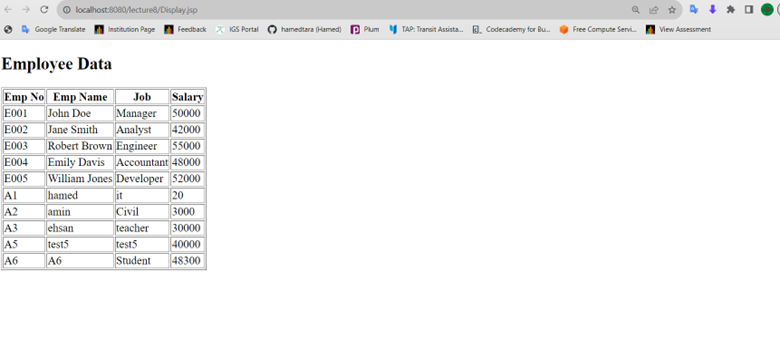 localhost:8080/lecture8/Display.jsp
Google Translate Institution Page Feedback IGS Portal hamedtara (Hamed) Plum TAP: Transit Assista... Codecademy for Bu... Free Compute Servi... View Assessment
Employee Data
Emp No Emp Name Job Salary
E001 John Doe Manager 50000
E002 Jane Smith Analyst 42000
E003 Robert Brown Engineer 55000
E004 Emily Davis Accountant 48000
E005 William Jones Developer 52000
A1 hamed it 20
A2 amin Civil 3000
A3 ehsan teacher 30000
A5 test5 test5 40000
A6 A6 Student 48300